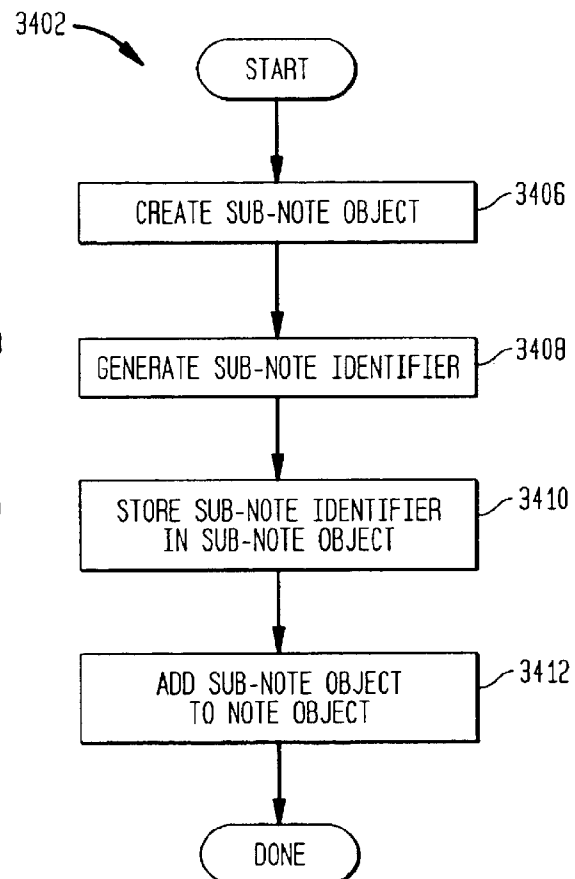 3402
START
CREATE SUB-NOTE OBJECT
3406
GENERATE SUB-NOTE IDENTIFIER
3408
STORE SUB-NOTE IDENTIFIER
IN SUB-NOTE OBJECT
3410
ADD SUB-NOTE OBJECT
TO NOTE OBJECT
3412
DONE